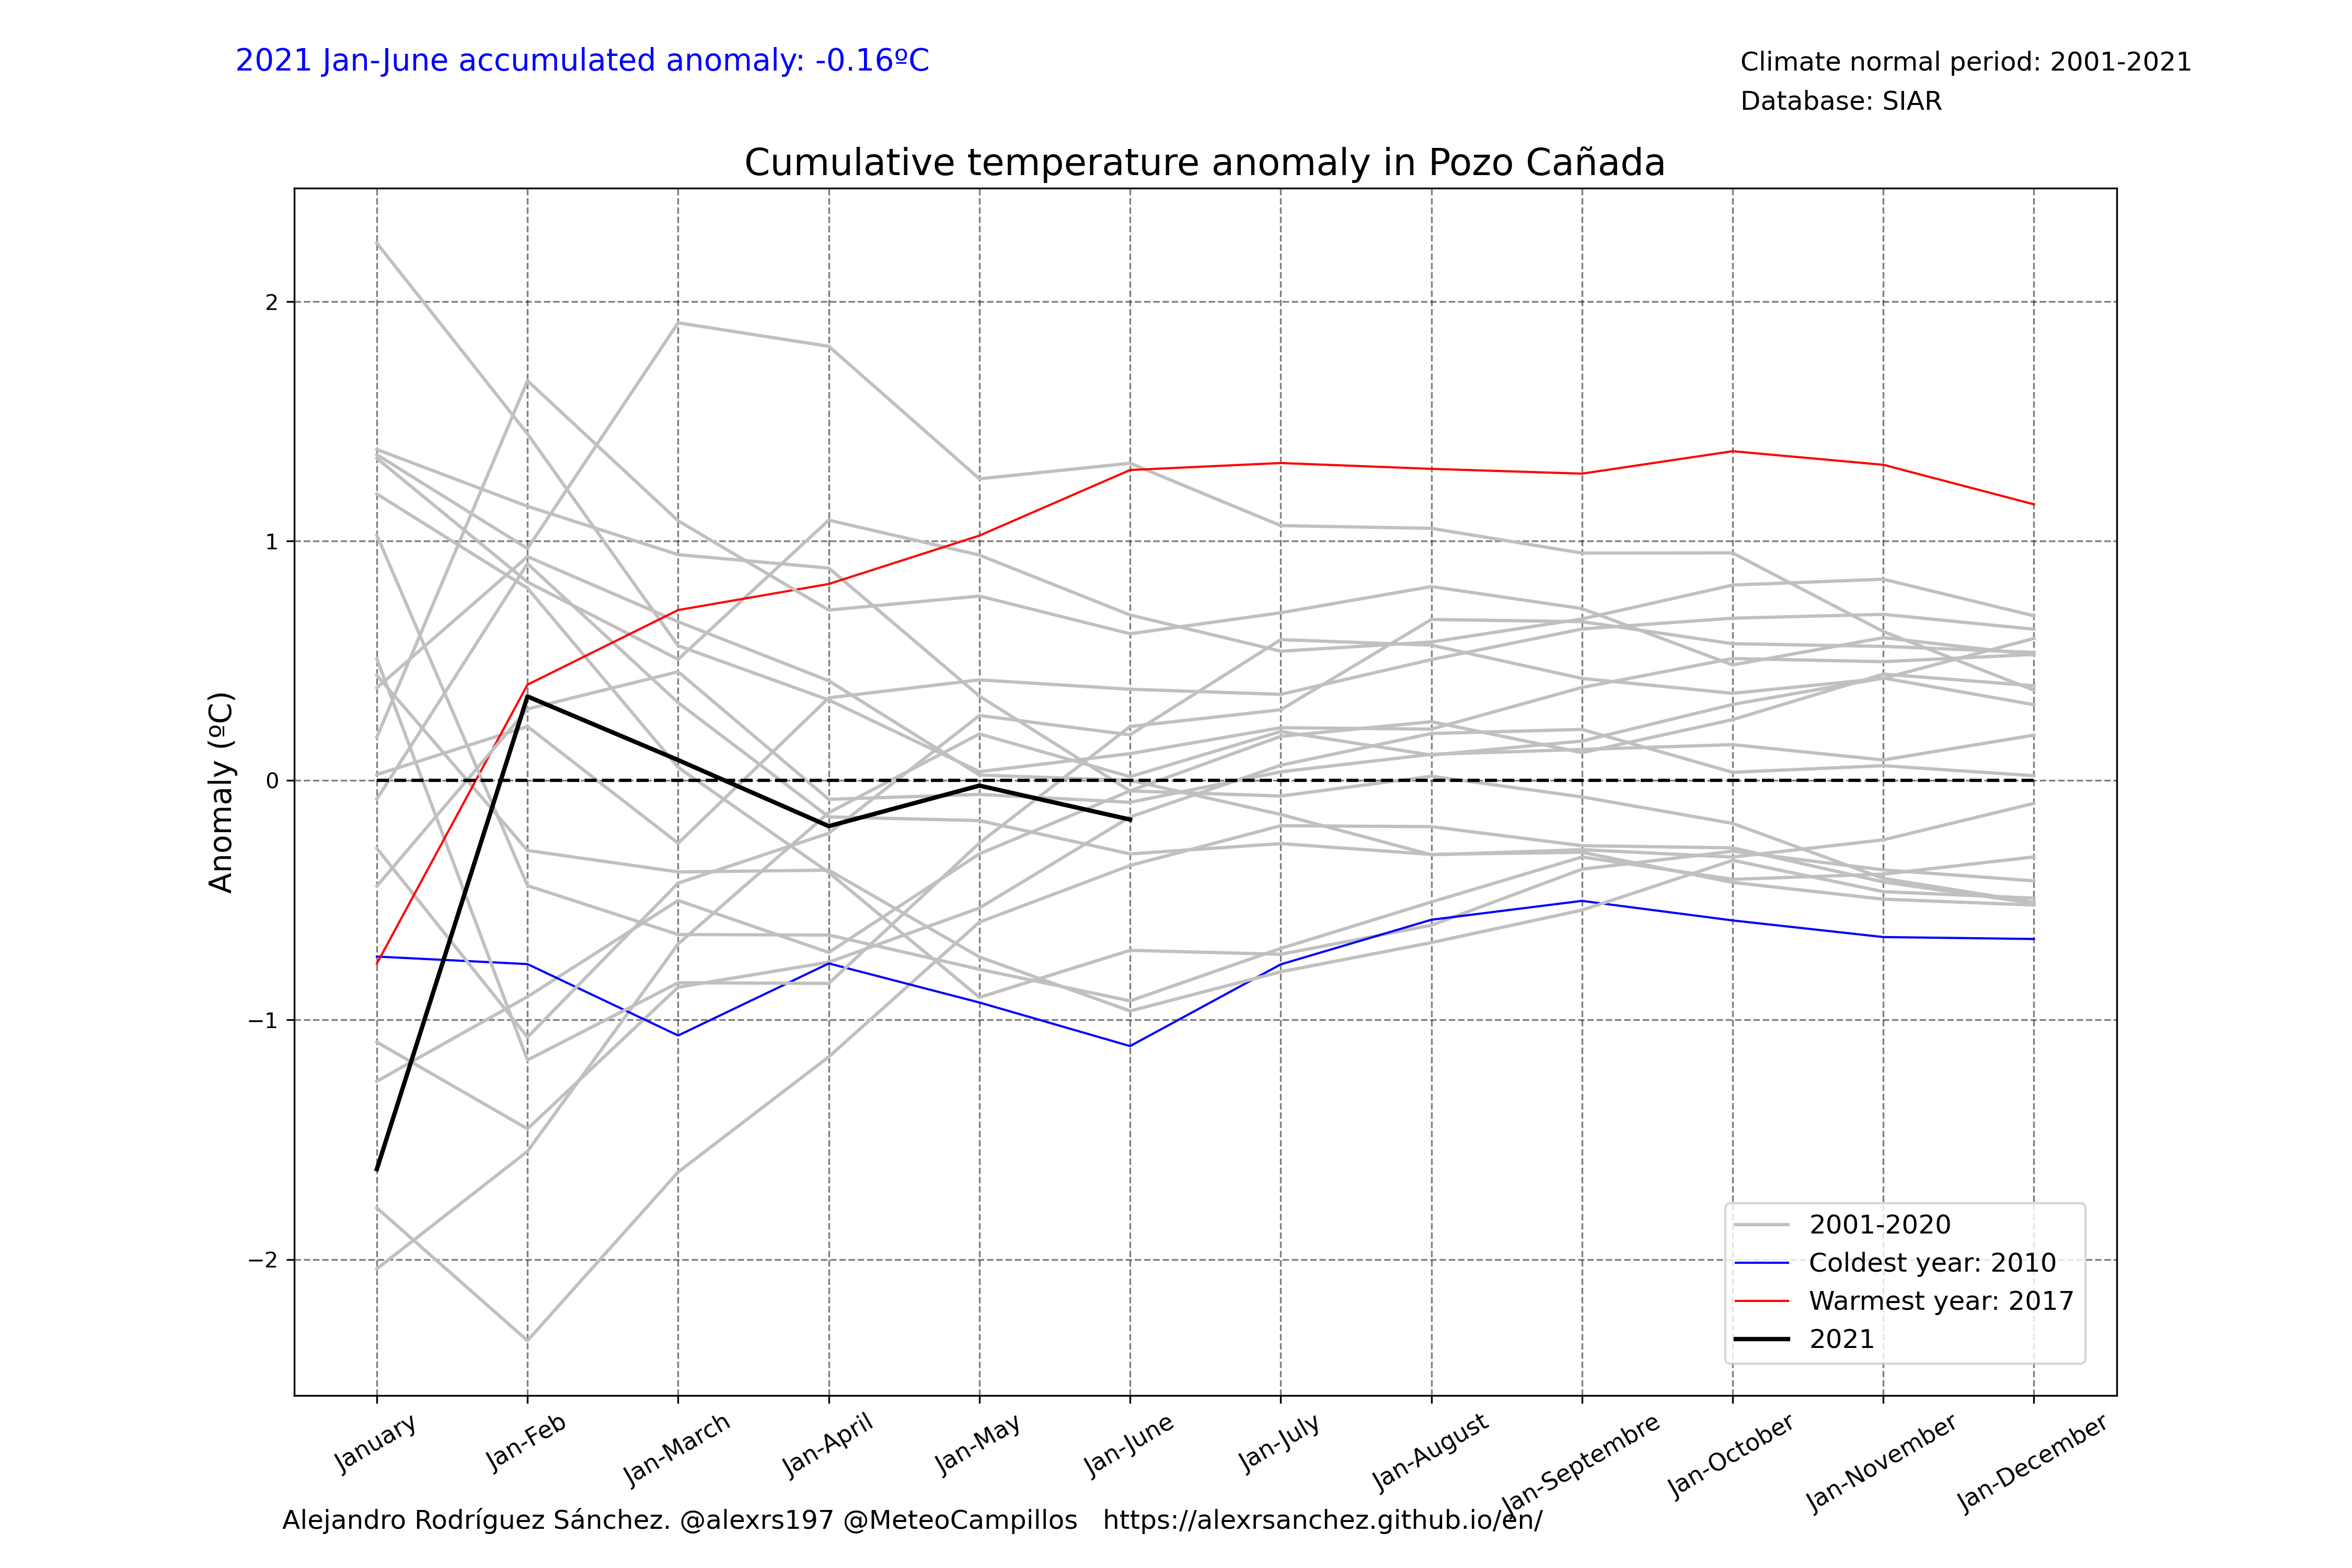 2021 Jan-June accumulated anomaly: -0.16ºC
Climate normal period: 2001-2021
Database: SIAR
Cumulative temperature anomaly in Pozo Cañada
Anomaly (ºC)
2
1
0
−1
−2
2001-2020
Coldest year: 2010
Warmest year: 2017
2021
January
Jan-Feb
Jan-March
Jan-April
Jan-May
Jan-June
Jan-July
Jan-August
Jan-Septembre
Jan-October
Jan-November
Jan-December
Alejandro Rodríguez Sánchez. @alexrs197 @MeteoCampillos   https://alexrsanchez.github.io/en/